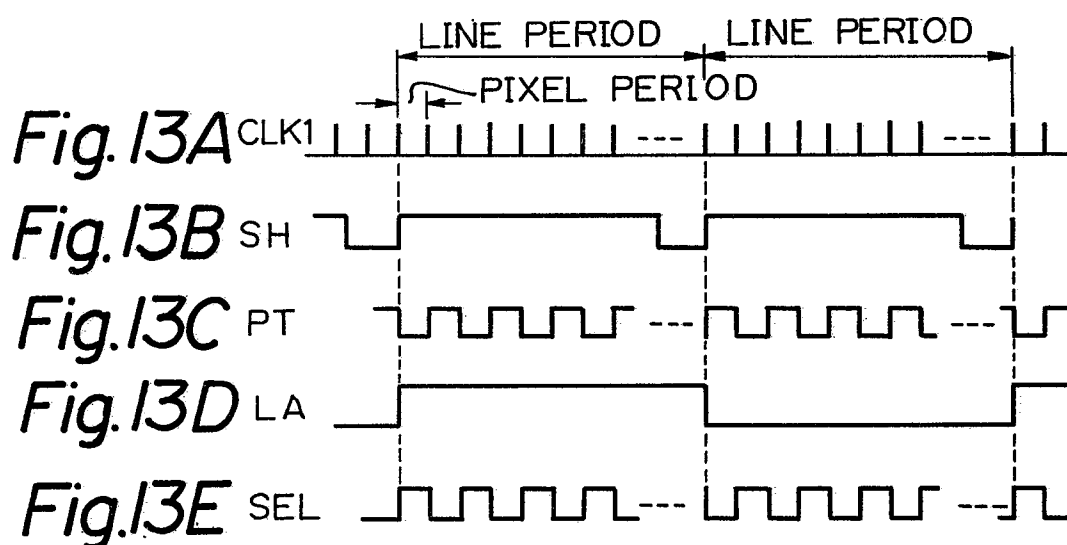 LINE PERIOD LINE PERIOD
PIXEL PERIOD
Fig.13A CLK1
Fig.13B SH
Fig.13C PT
Fig.13D LA
Fig.13E SEL